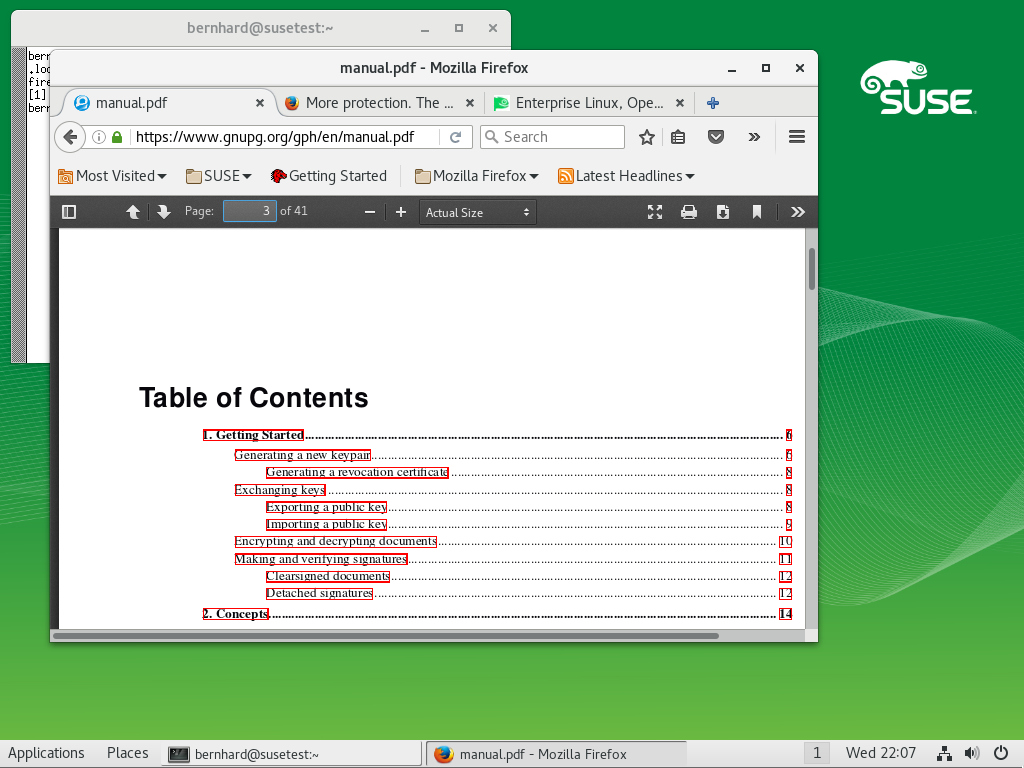 bernhard@susetest:~
bern
.loc
fire
[1]
bern
manual.pdf - Mozilla Firefox
manual.pdf
More protection. The ...
Enterprise Linux, Ope...
https://www.gnupg.org/gph/en/manual.pdf
Search
Most Visited
SUSE
Getting Started
Mozilla Firefox
Latest Headlines
Page: 3 of 41
Actual Size
SUSE
Table of Contents
1. Getting Started 6
Generating a new keypair 6
Generating a revocation certificate 8
Exchanging keys 8
Exporting a public key 8
Importing a public key 9
Encrypting and decrypting documents 10
Making and verifying signatures 11
Clearsigned documents 12
Detached signatures 12
2. Concepts 14
Applications Places bernhard@susetest:~ manual.pdf - Mozilla Firefox 1 Wed 22:07